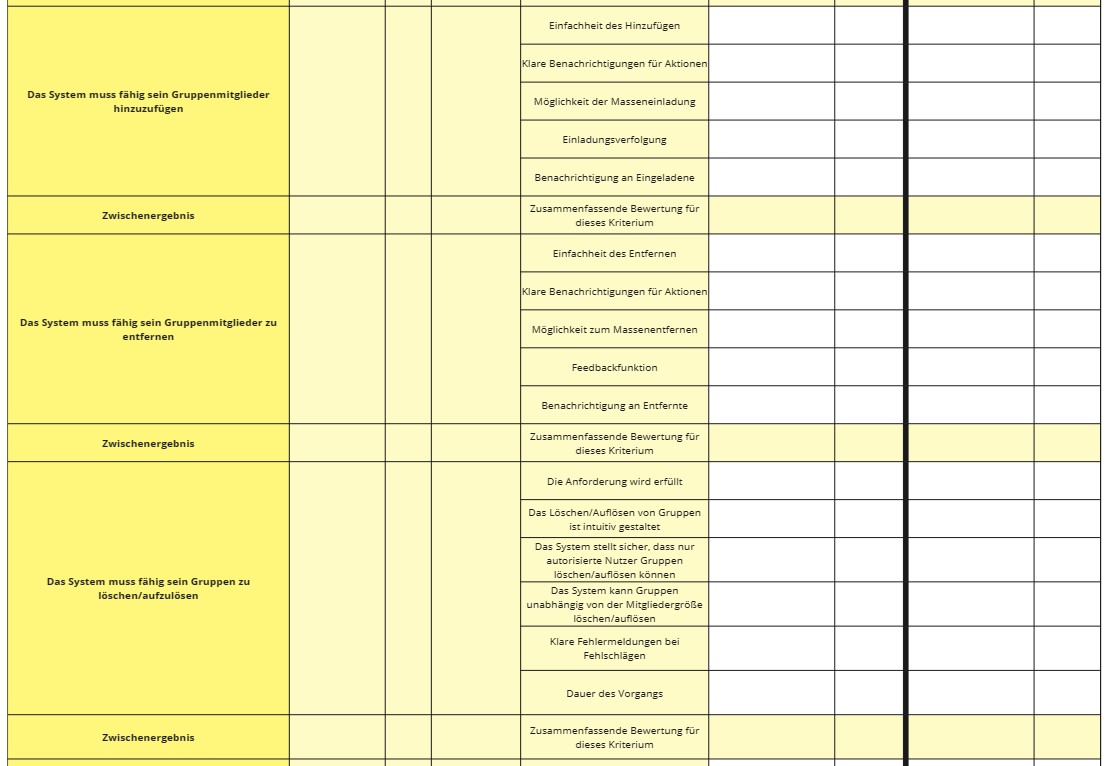 Einfachheit des Hinzufügen
Klare Benachrichtigungen für Aktionen
Das System muss fähig sein Gruppenmitglieder
hinzuzufügen
Möglichkeit der Masseneinladung
Einladungsverfolgung
Benachrichtigung an Eingeladene
Zwischenergebnis
Zusammenfassende Bewertung für
dieses Kriterium
Einfachheit des Entfernen
Klare Benachrichtigungen für Aktionen
Das System muss fähig sein Gruppenmitglieder zu
entfernen
Möglichkeit zum Massenentfernen
Feedbackfunktion
Benachrichtigung an Entfernte
Zwischenergebnis
Zusammenfassende Bewertung für
dieses Kriterium
Die Anforderung wird erfüllt
Das Löschen/Auflösen von Gruppen
ist intuitiv gestaltet
Das System stellt sicher, dass nur
autorisierte Nutzer Gruppen
löschen/auflösen können
Das System muss fähig sein Gruppen zu
löschen/aufzulösen
Das System kann Gruppen
unabhängig von der Mitgliedergröße
löschen/auflösen
Klare Fehlermeldungen bei
Fehlschlägen
Dauer des Vorgangs
Zwischenergebnis
Zusammenfassende Bewertung für
dieses Kriterium